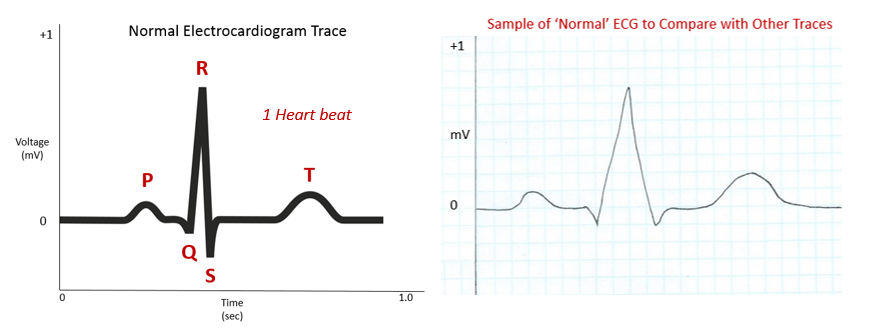 Normal Electrocardiogram Trace
+1
R
1 Heart beat
Voltage
(mV)
P
T
0
Q
S
0
Time
(sec)
1.0
Sample of ‘Normal’ ECG to Compare with Other Traces
+1
mV
0